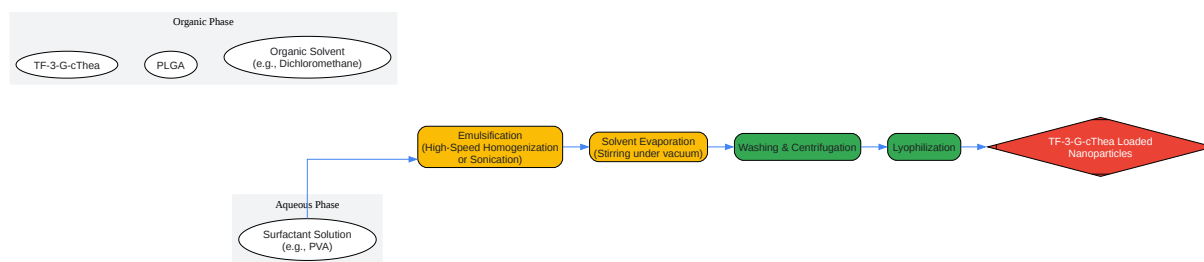 Organic Phase
TF-3-G-cThea
PLGA
Organic Solvent
(e.g., Dichloromethane)
Emulsification
(High-Speed Homogenization
or Sonication)
Solvent Evaporation
(Stirring under vacuum)
Washing & Centrifugation
Lyophilization
TF-3-G-cThea Loaded
Nanoparticles
Aqueous Phase
Surfactant Solution
(e.g., PVA)